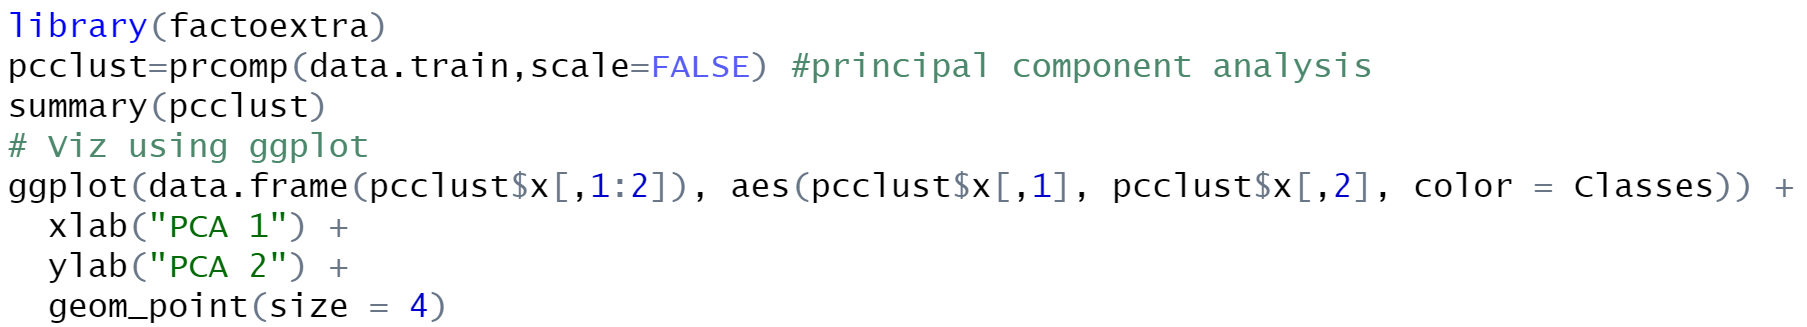 library(factoextra)
pcclust=prcomp(data.train,scale=FALSE) #principal component analysis
summary(pcclust)
# Viz using ggplot
ggplot(data.frame(pcclust$x[,1:2]), aes(pcclust$x[,1], pcclust$x[,2], color = Classes)) +
  xlab("PCA 1") +
  ylab("PCA 2") +
  geom_point(size = 4)